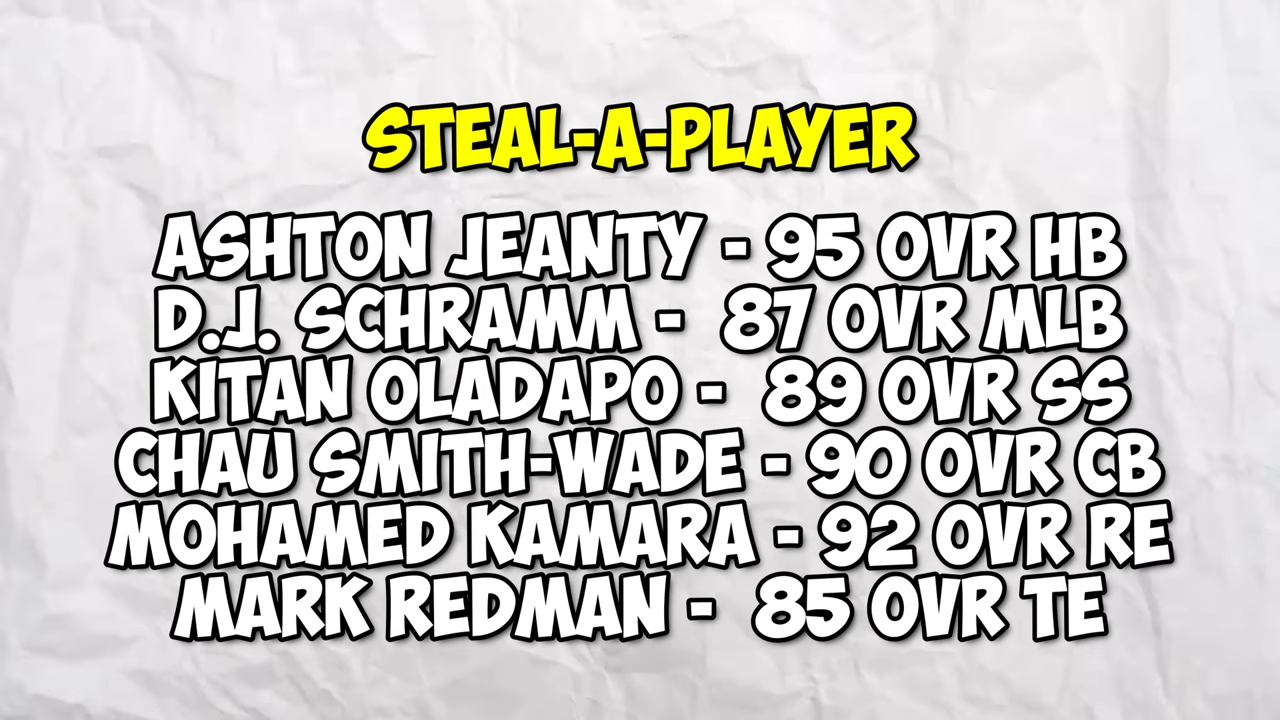 STEAL-A-PLAYER
ASHTON JEANTY - 95 OVR HB
D.J. SCHRAMM - 87 OVR MLB
KITAN OLADAPO - 89 OVR SS
CHAU SMITH-WADE - 90 OVR CB
MOHAMED KAMARA - 92 OVR RE
MARK REDMAN - 85 OVR TE